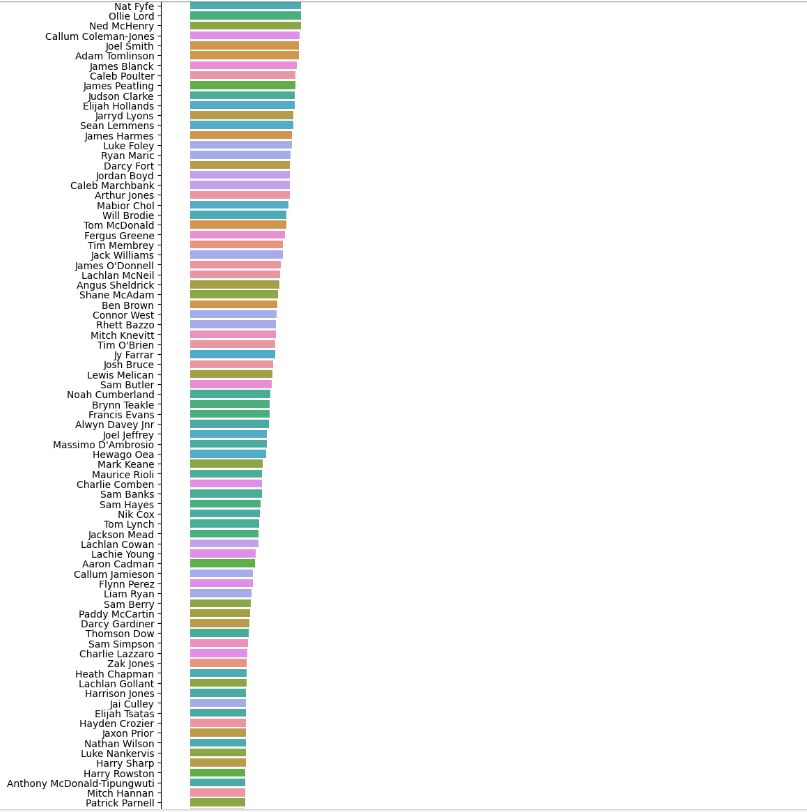 Nat Fyfe
Ollie Lord
Ned McHenry
Callum Coleman-Jones
Joel Smith
Adam Tomlinson
James Blanck
Caleb Poulter
James Peatling
Judson Clarke
Elijah Hollands
Jarryd Lyons
Sean Lemmens
James Harmes
Luke Foley
Ryan Maric
Darcy Fort
Jordan Boyd
Caleb Marchbank
Arthur Jones
Mabior Chol
Will Brodie
Tom McDonald
Fergus Greene
Tim Membrey
Jack Williams
James O'Donnell
Lachlan McNeil
Angus Sheldrick
Shane McAdam
Ben Brown
Connor West
Rhett Bazzo
Mitch Knevitt
Tim O'Brien
Jy Farrar
Josh Bruce
Lewis Melican
Sam Butler
Noah Cumberland
Brynn Teakle
Francis Evans
Alwyn Davey Jnr
Joel Jeffrey
Massimo D'Ambrosio
Hewago Oea
Mark Keane
Maurice Rioli
Charlie Comben
Sam Banks
Sam Hayes
Nik Cox
Tom Lynch
Jackson Mead
Lachlan Cowan
Lachie Young
Aaron Cadman
Callum Jamieson
Flynn Perez
Liam Ryan
Sam Berry
Paddy McCartin
Darcy Gardiner
Thomson Dow
Sam Simpson
Charlie Lazzaro
Zak Jones
Heath Chapman
Lachlan Gollant
Harrison Jones
Jai Culley
Elijah Tsatas
Hayden Crozier
Jaxon Prior
Nathan Wilson
Luke Nankervis
Harry Sharp
Harry Rowston
Anthony McDonald-Tipungwuti
Mitch Hannan
Patrick Parnell